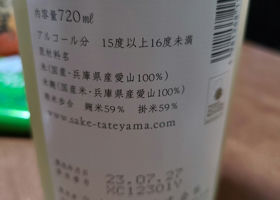 内容量720ml
アルコール分 15度以上16度未満
原材料名
米(国産・兵庫県産愛山100%)
米麹(国産米・兵庫県産愛山100%)
精米歩合 麹米59% 掛米59%
www.sake-tateyama.com/
23.07.27
MC1230IV